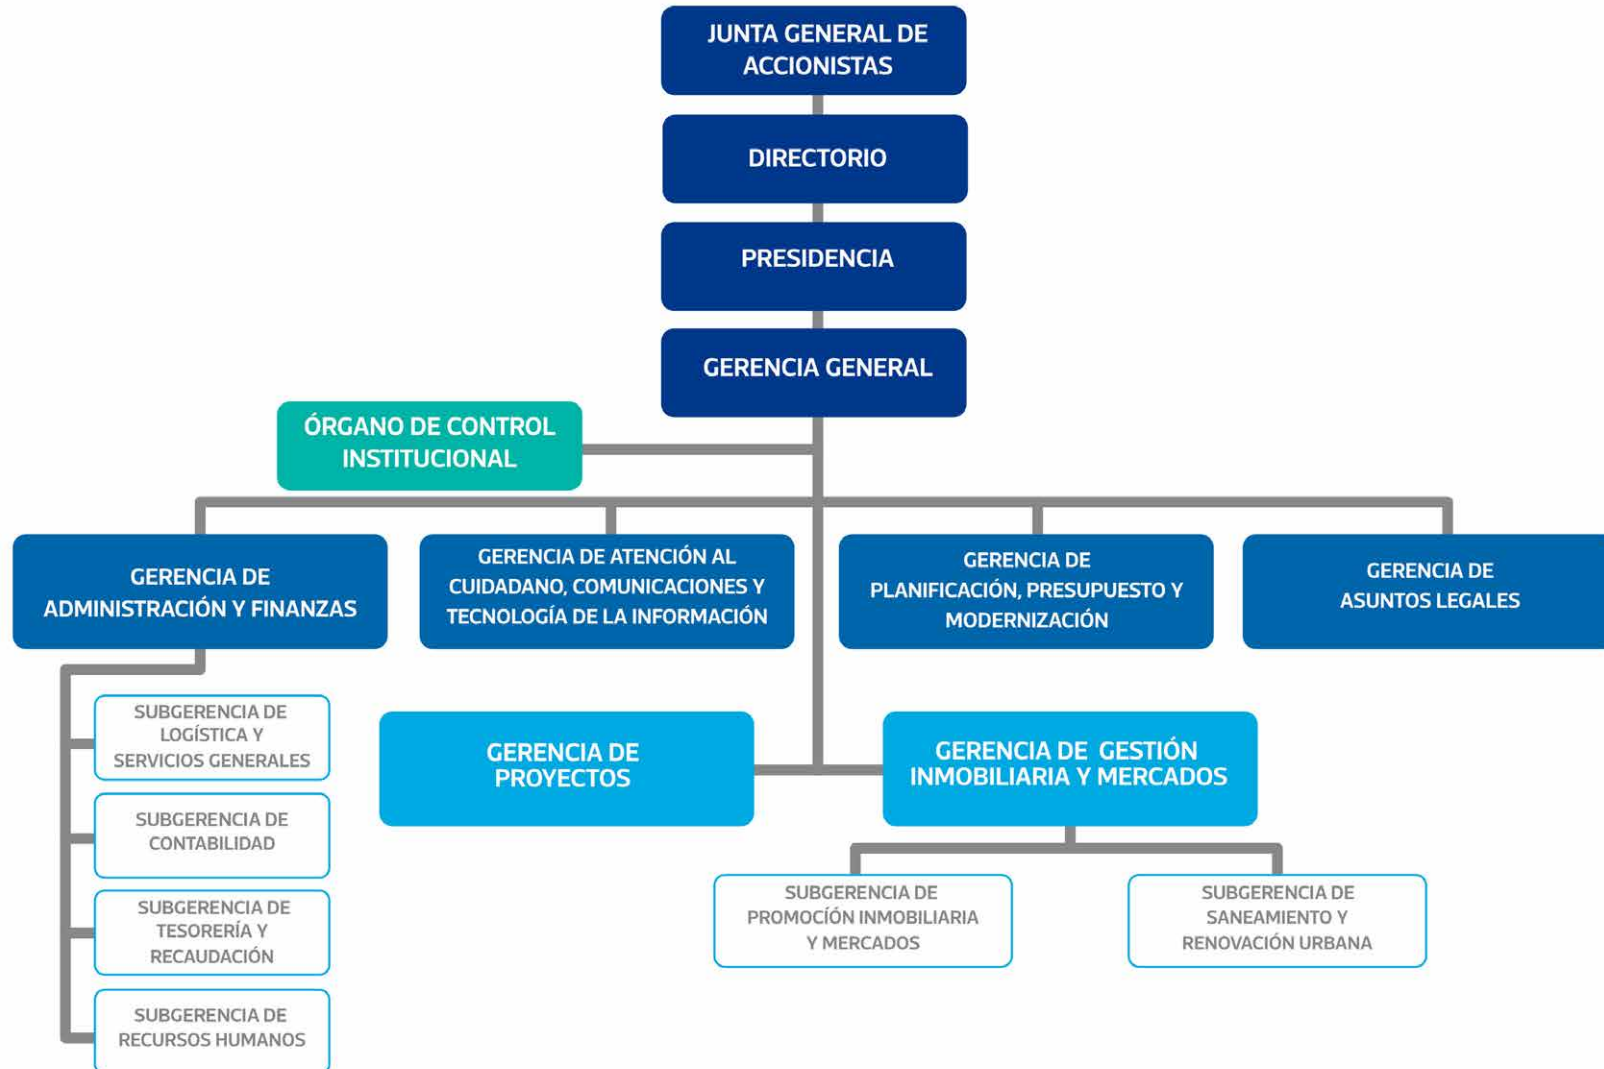 JUNTA GENERAL DE
ACCIONISTAS
DIRECTORIO
PRESIDENCIA
GERENCIA GENERAL
ÓRGANO DE CONTROL
INSTITUCIONAL
GERENCIA DE
ADMINISTRACIÓN Y FINANZAS
GERENCIA DE ATENCIÓN AL
CUIDADANO, COMUNICACIONES Y
TECNOLOGÍA DE LA INFORMACIÓN
GERENCIA DE
PLANIFICACIÓN, PRESUPUESTO Y
MODERNIZACIÓN
GERENCIA DE
ASUNTOS LEGALES
SUBGERENCIA DE
LOGÍSTICA Y
SERVICIOS GENERALES
SUBGERENCIA DE
CONTABILIDAD
SUBGERENCIA DE
TESORERÍA Y
RECAUDACIÓN
SUBGERENCIA DE
RECURSOS HUMANOS
GERENCIA DE
PROYECTOS
GERENCIA DE GESTIÓN
INMOBILIARIA Y MERCADOS
SUBGERENCIA DE
PROMOCÍÓN INMOBILIARIA
Y MERCADOS
SUBGERENCIA DE
SANEAMIENTO Y
RENOVACIÓN URBANA